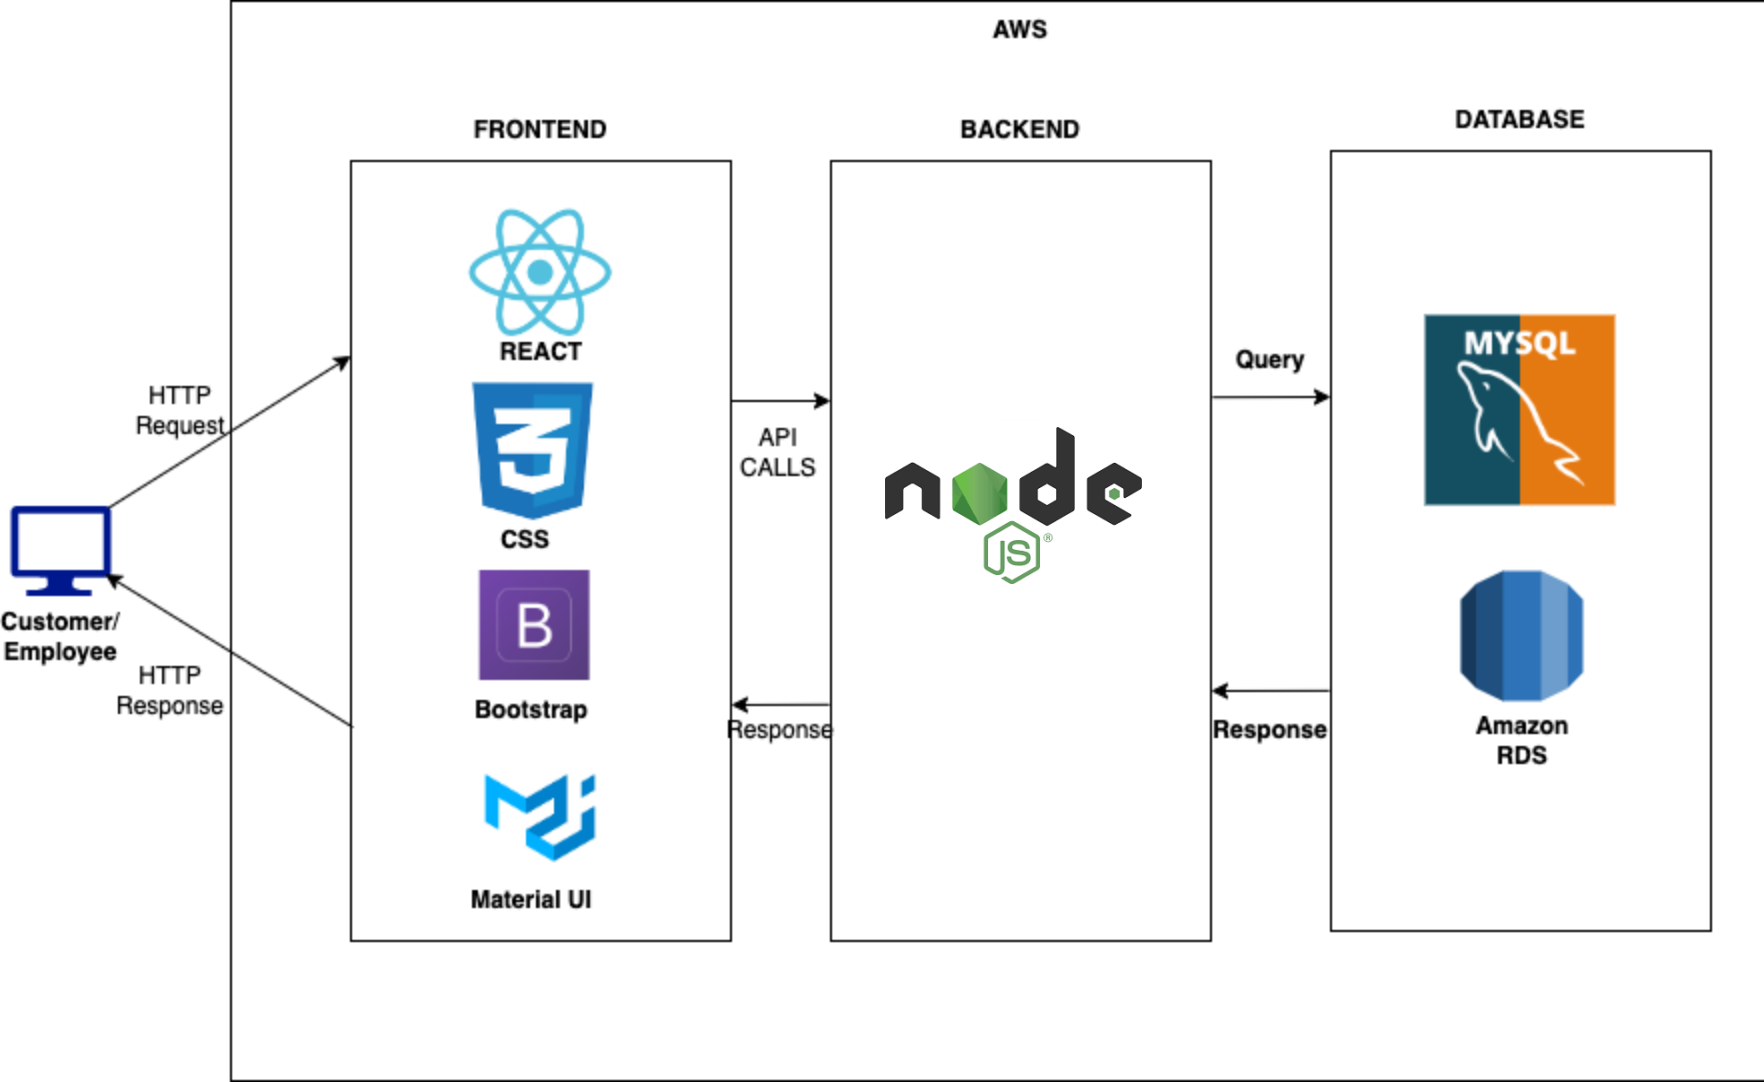 AWS
FRONTEND
BACKEND
DATABASE
REACT
CSS
B
Bootstrap
Material UI
HTTP
Request
Customer/
Employee
HTTP
Response
API
CALLS
Response
node
JS®
Query
Response
MYSQL
Amazon
RDS